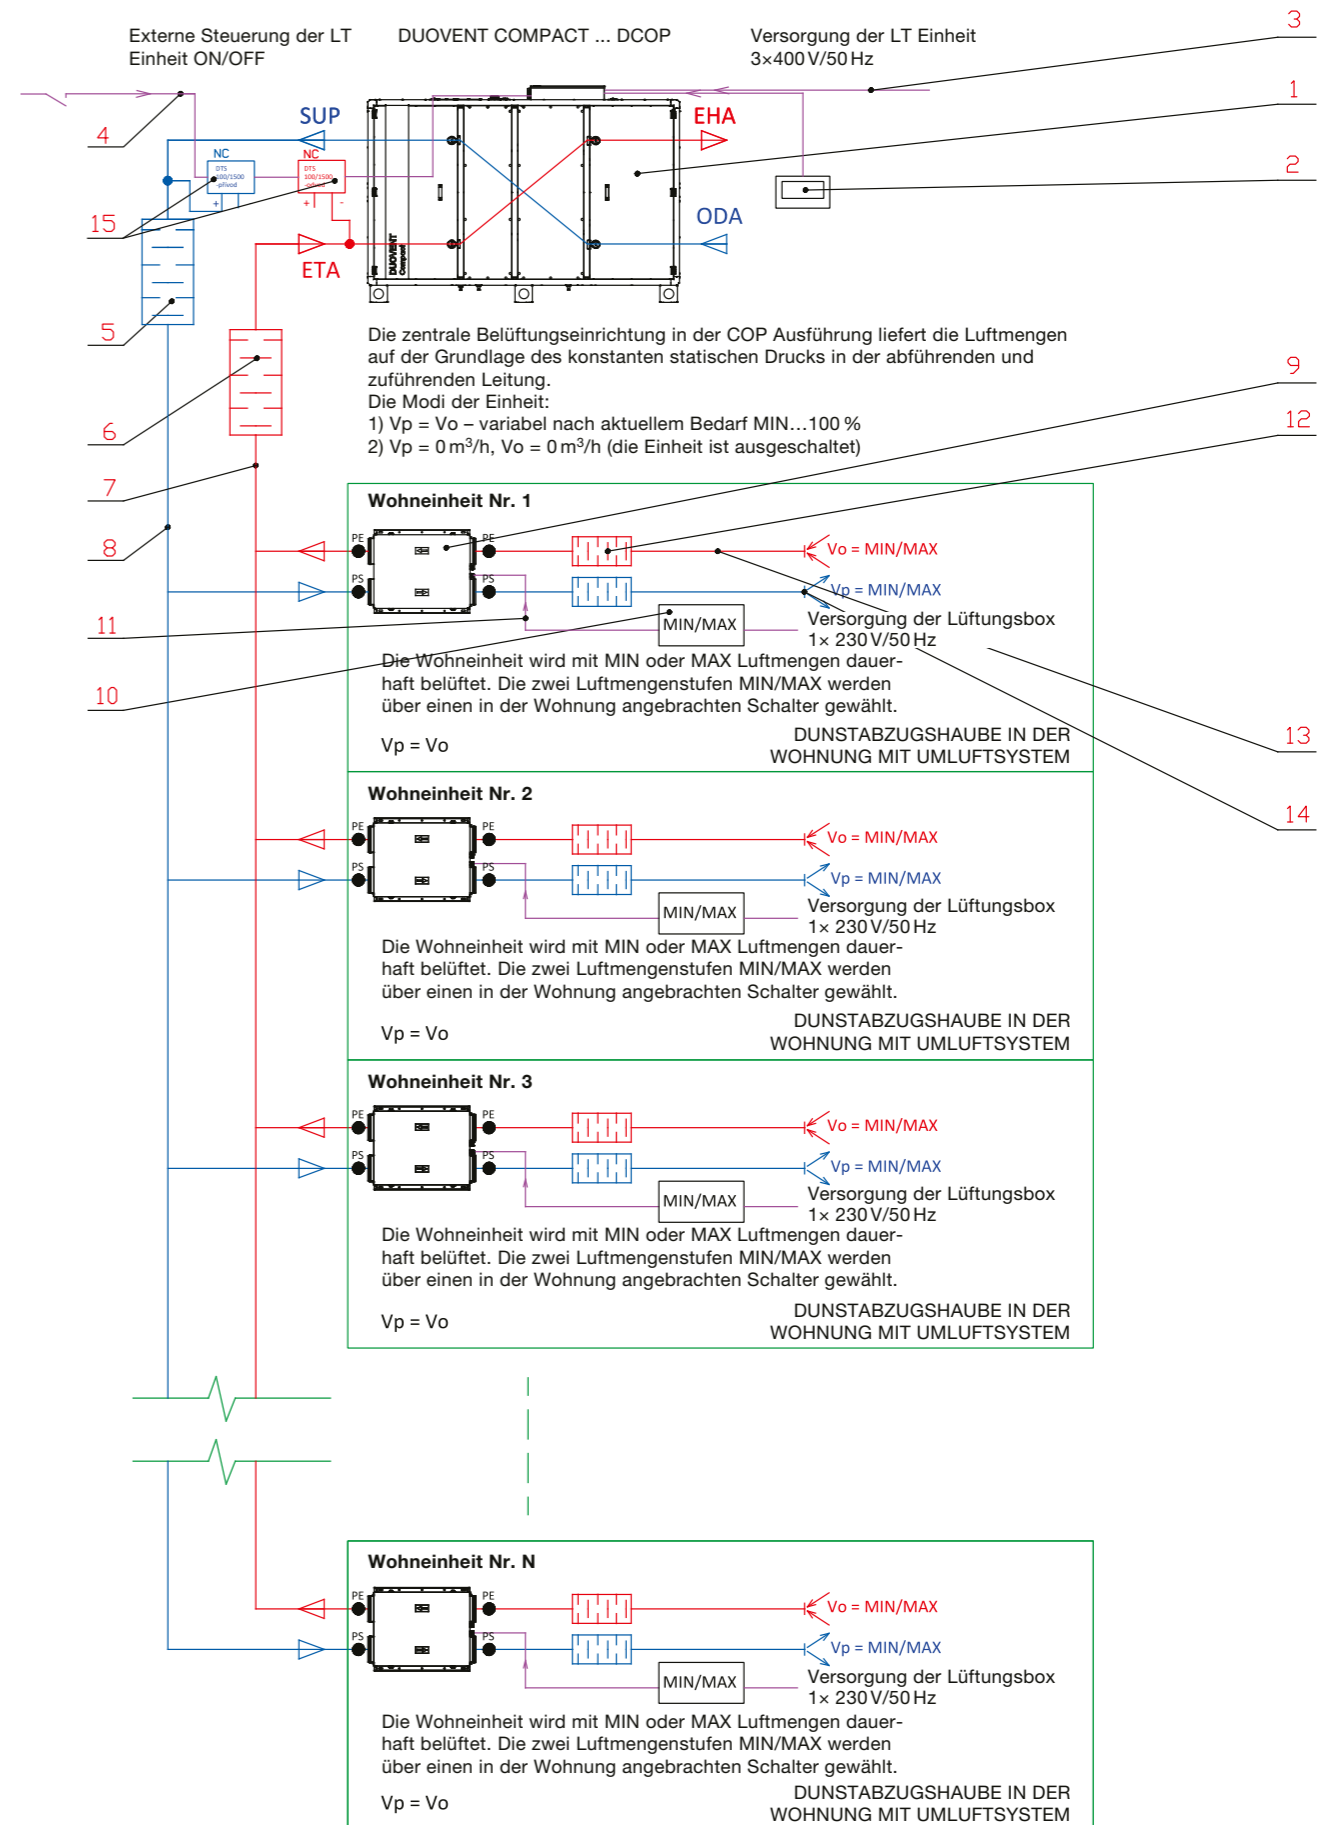 Externe Steuerung der LT
Einheit ON/OFF
DUOVENT COMPACT ... DCOP
Versorgung der LT Einheit
3×400 V/50 Hz
3
1
2
4
SUP
EHA
NC
DTS
100/1500
-přívod
+
-
NC
DTS
100/1500
-odvod
+
-
15
ODA
ETA
DUOVENT
Compact
5
6
7
8
Die zentrale Belüftungseinrichtung in der COP Ausführung liefert die Luftmengen
auf der Grundlage des konstanten statischen Drucks in der abführenden und
zuführenden Leitung.
Die Modi der Einheit:
1) Vp = Vo – variabel nach aktuellem Bedarf MIN...100 %
2) Vp = 0 m³/h, Vo = 0 m³/h (die Einheit ist ausgeschaltet)
9
12
Wohneinheit Nr. 1
PE
PE
Vo = MIN/MAX
PS
PS
Vp = MIN/MAX
11
MIN/MAX
Versorgung der Lüftungsbox
1× 230 V/50 Hz
10
Die Wohneinheit wird mit MIN oder MAX Luftmengen dauer-
haft belüftet. Die zwei Luftmengenstufen MIN/MAX werden
über einen in der Wohnung angebrachten Schalter gewählt.
Vp = Vo
DUNSTABZUGSHAUBE IN DER
WOHNUNG MIT UMLUFTSYSTEM
13
14
Wohneinheit Nr. 2
PE
PE
Vo = MIN/MAX
PS
PS
Vp = MIN/MAX
MIN/MAX
Versorgung der Lüftungsbox
1× 230 V/50 Hz
Die Wohneinheit wird mit MIN oder MAX Luftmengen dauer-
haft belüftet. Die zwei Luftmengenstufen MIN/MAX werden
über einen in der Wohnung angebrachten Schalter gewählt.
Vp = Vo
DUNSTABZUGSHAUBE IN DER
WOHNUNG MIT UMLUFTSYSTEM
Wohneinheit Nr. 3
PE
PE
Vo = MIN/MAX
PS
PS
Vp = MIN/MAX
MIN/MAX
Versorgung der Lüftungsbox
1× 230 V/50 Hz
Die Wohneinheit wird mit MIN oder MAX Luftmengen dauer-
haft belüftet. Die zwei Luftmengenstufen MIN/MAX werden
über einen in der Wohnung angebrachten Schalter gewählt.
Vp = Vo
DUNSTABZUGSHAUBE IN DER
WOHNUNG MIT UMLUFTSYSTEM
Wohneinheit Nr. N
PE
PE
Vo = MIN/MAX
PS
PS
Vp = MIN/MAX
MIN/MAX
Versorgung der Lüftungsbox
1× 230 V/50 Hz
Die Wohneinheit wird mit MIN oder MAX Luftmengen dauer-
haft belüftet. Die zwei Luftmengenstufen MIN/MAX werden
über einen in der Wohnung angebrachten Schalter gewählt.
Vp = Vo
DUNSTABZUGSHAUBE IN DER
WOHNUNG MIT UMLUFTSYSTEM